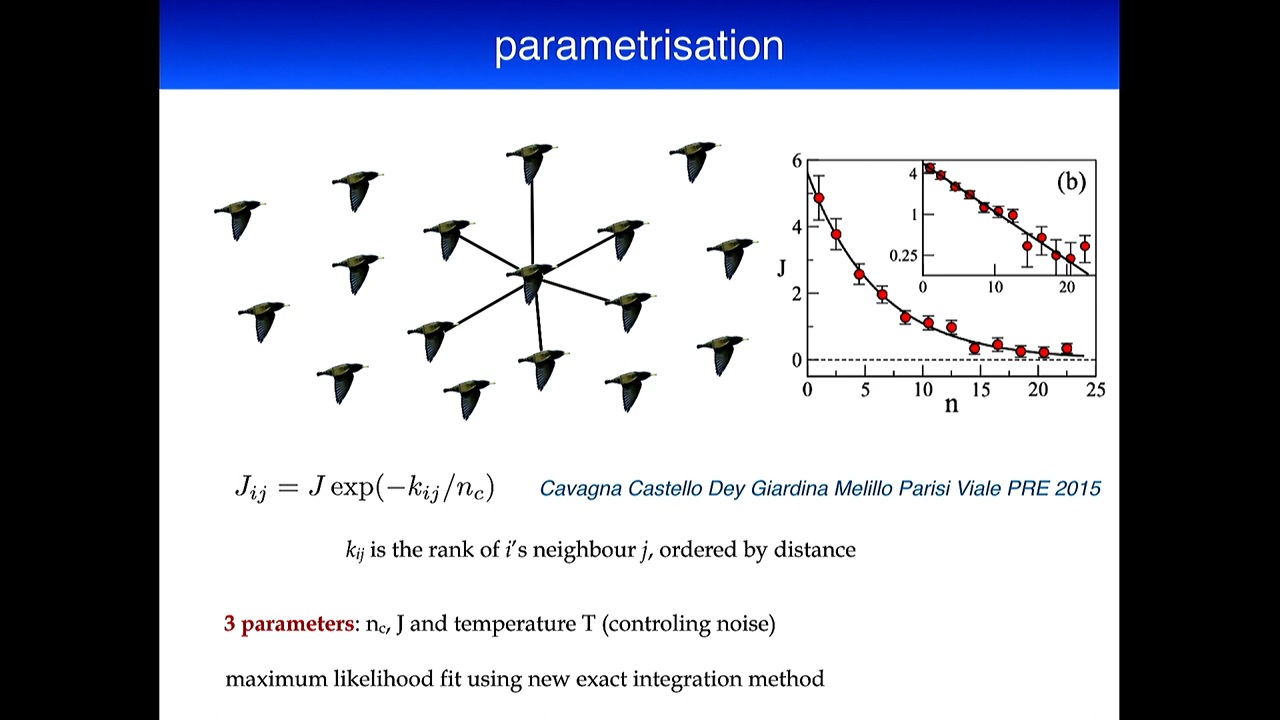 parametrisation
6
4
2
0
J
0 5 10 15 20 25
n
(b)
4
1
0.25
0 10 20
J_{ij} = J exp(−k_{ij}/n_c)
Cavagna Castello Dey Giardina Melillo Parisi Viale PRE 2015
k_{ij} is the rank of i's neighbour j, ordered by distance
3 parameters: n_c, J and temperature T (controling noise)
maximum likelihood fit using new exact integration method